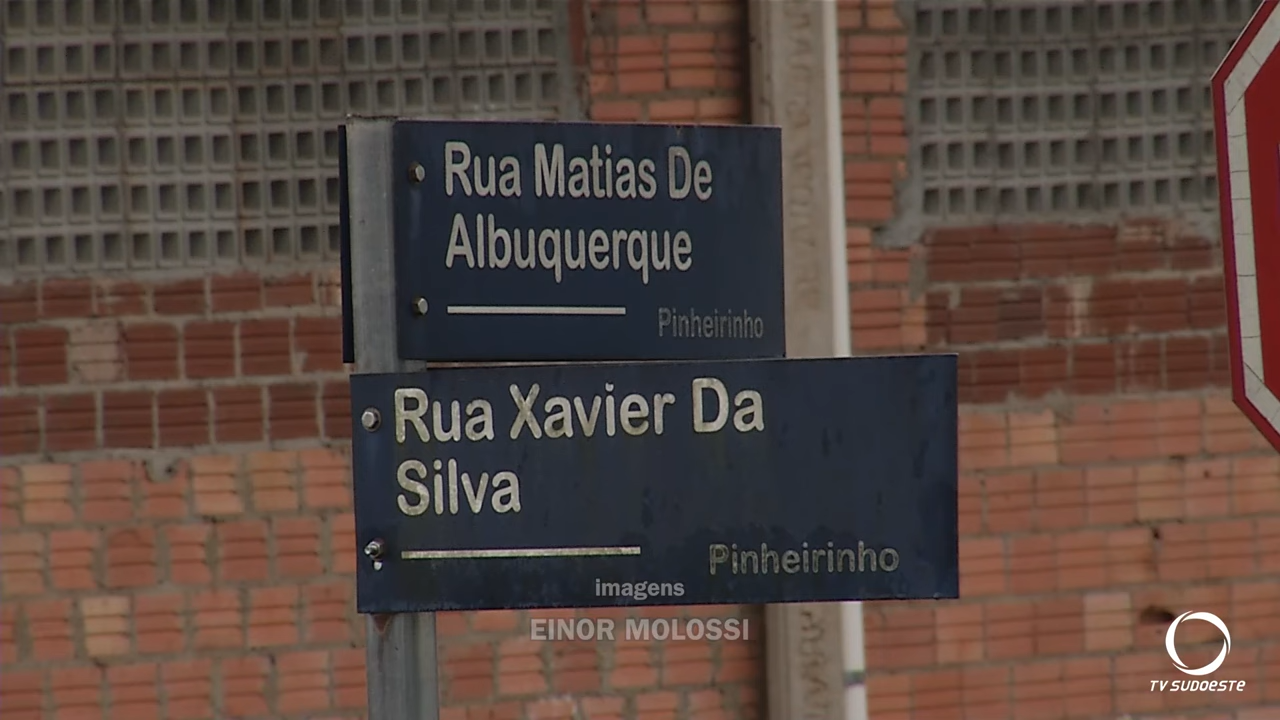 Rua Matias De
Albuquerque
Pinheirinho
Rua Xavier Da
Silva
Pinheirinho
imagens
EINOR MOLOSSI
TV SUDOESTE